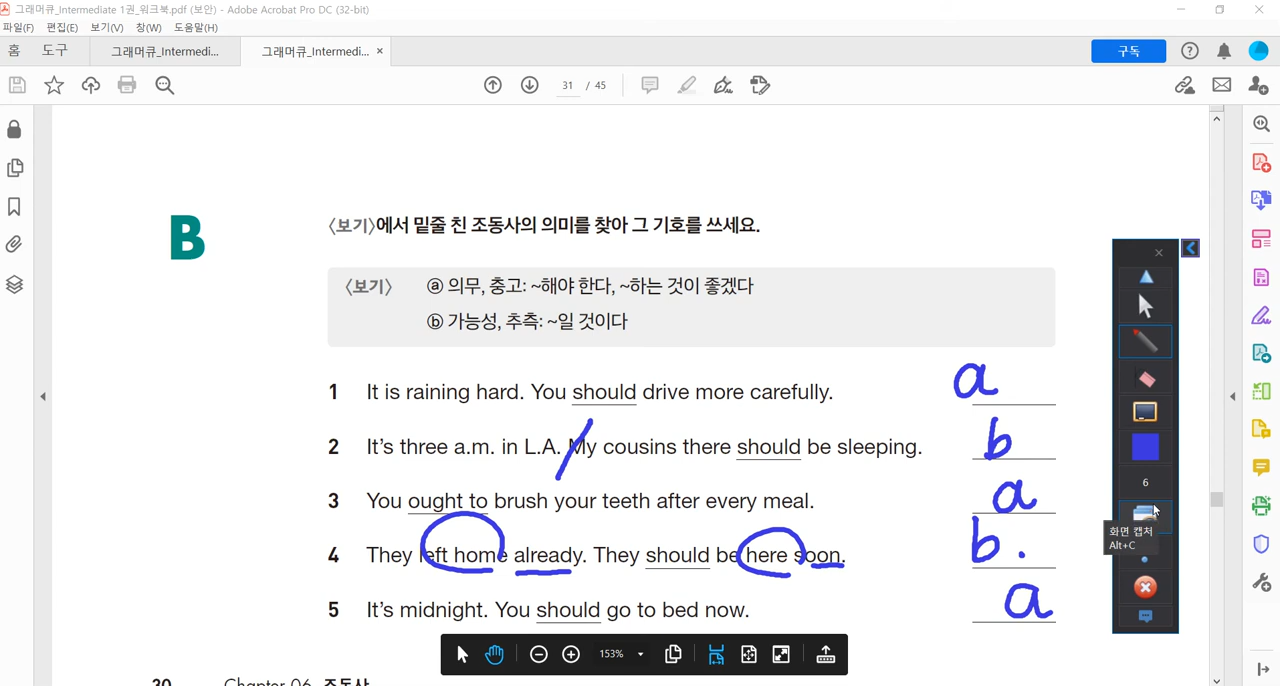 그래머큐_Intermediate 1권_워크북.pdf (보안) - Adobe Acrobat Pro DC (32-bit)
파일(F) 편집(E) 보기(V) 창(W) 도움말(H)
홈 도구 그래머큐_Intermedi... 그래머큐_Intermedi... × 구독
31 / 45
B 〈보기〉에서 밑줄 친 조동사의 의미를 찾아 그 기호를 쓰세요.
〈보기〉 ⓐ 의무, 충고: ~해야 한다, ~하는 것이 좋겠다
ⓑ 가능성, 추측: ~일 것이다
1 It is raining hard. You should drive more carefully. a
2 It's three a.m. in L.A. My cousins there should be sleeping. b
3 You ought to brush your teeth after every meal. a
6
4 They left home already. They should be here soon. b.
화면 캡처
Alt+C
5 It's midnight. You should go to bed now. a
153%
30 Chapter 06 조동사